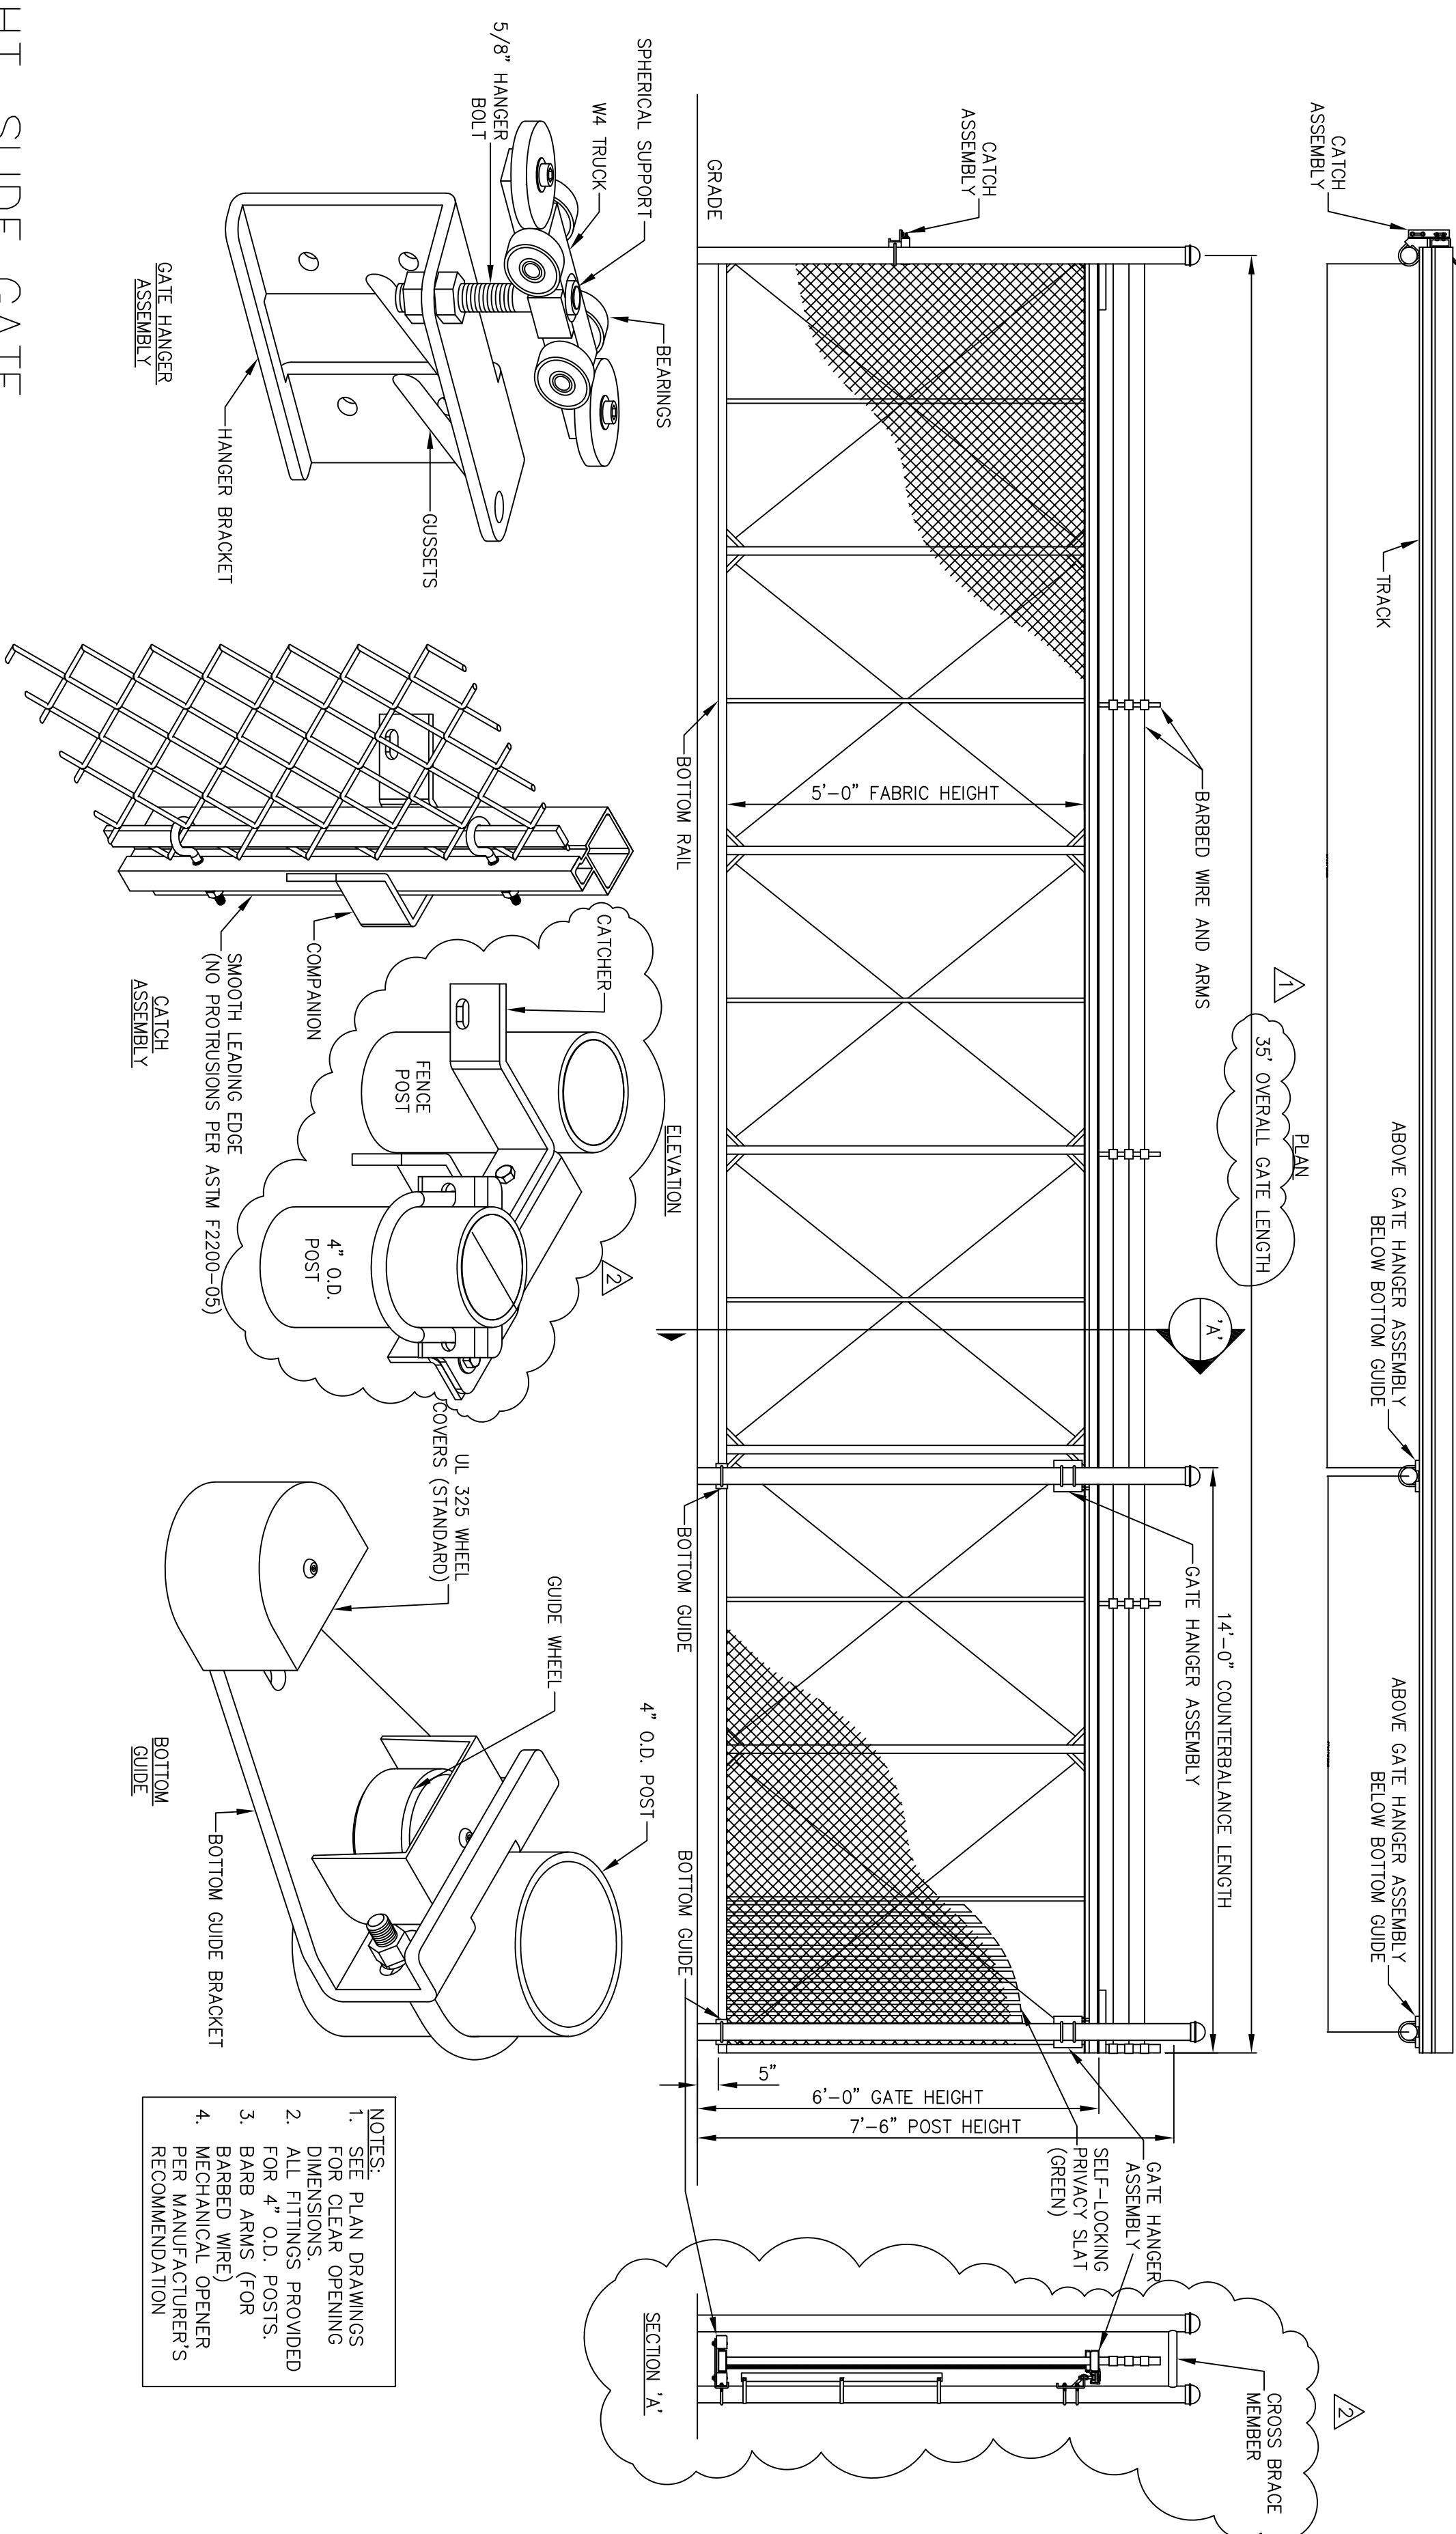 CATCH
ASSEMBLY
TRACK
ABOVE GATE HANGER ASSEMBLY
BELOW BOTTOM GUIDE
ABOVE GATE HANGER ASSEMBLY
BELOW BOTTOM GUIDE
PLAN
1
35' OVERALL GATE LENGTH
CATCH
ASSEMBLY
BARBED WIRE AND ARMS
'A'
14'-0" COUNTERBALANCE LENGTH
GATE HANGER ASSEMBLY
5'-0" FABRIC HEIGHT
GRADE
BOTTOM RAIL
ELEVATION
BOTTOM GUIDE
BOTTOM GUIDE
5"
6'-0" GATE HEIGHT
7'-6" POST HEIGHT
GATE HANGER
ASSEMBLY
SELF-LOCKING
PRIVACY SLAT
(GREEN)
2
CROSS BRACE
MEMBER
SECTION 'A'
SPHERICAL SUPPORT
W4 TRUCK
5/8" HANGER
BOLT
BEARINGS
GUSSETS
HANGER BRACKET
GATE HANGER
ASSEMBLY
CATCHER
FENCE
POST
4" O.D.
POST
2
COMPANION
SMOOTH LEADING EDGE
(NO PROTRUSIONS PER ASTM F2200-05)
CATCH
ASSEMBLY
UL 325 WHEEL
COVERS (STANDARD)
GUIDE WHEEL
4" O.D. POST
BOTTOM GUIDE BRACKET
BOTTOM
GUIDE
NOTES:
1. SEE PLAN DRAWINGS
FOR CLEAR OPENING
DIMENSIONS.
2. ALL FITTINGS PROVIDED
FOR 4" O.D. POSTS.
3. BARB ARMS (FOR
BARBED WIRE)
4. MECHANICAL OPENER
PER MANUFACTURER'S
RECOMMENDATION
SLIDE GATE